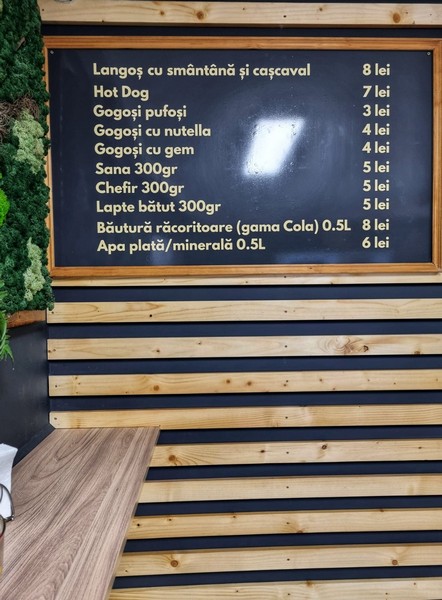 Langoș cu smântână și cașcaval 8 lei
Hot Dog 7 lei
Gogoși pufoși 3 lei
Gogoși cu nutella 4 lei
Gogoși cu gem 4 lei
Sana 300gr 5 lei
Chefir 300gr 5 lei
Lapte bătut 300gr 5 lei
Băutură răcoritoare (gama Cola) 0.5L 8 lei
Apa plată/minerală 0.5L 6 lei